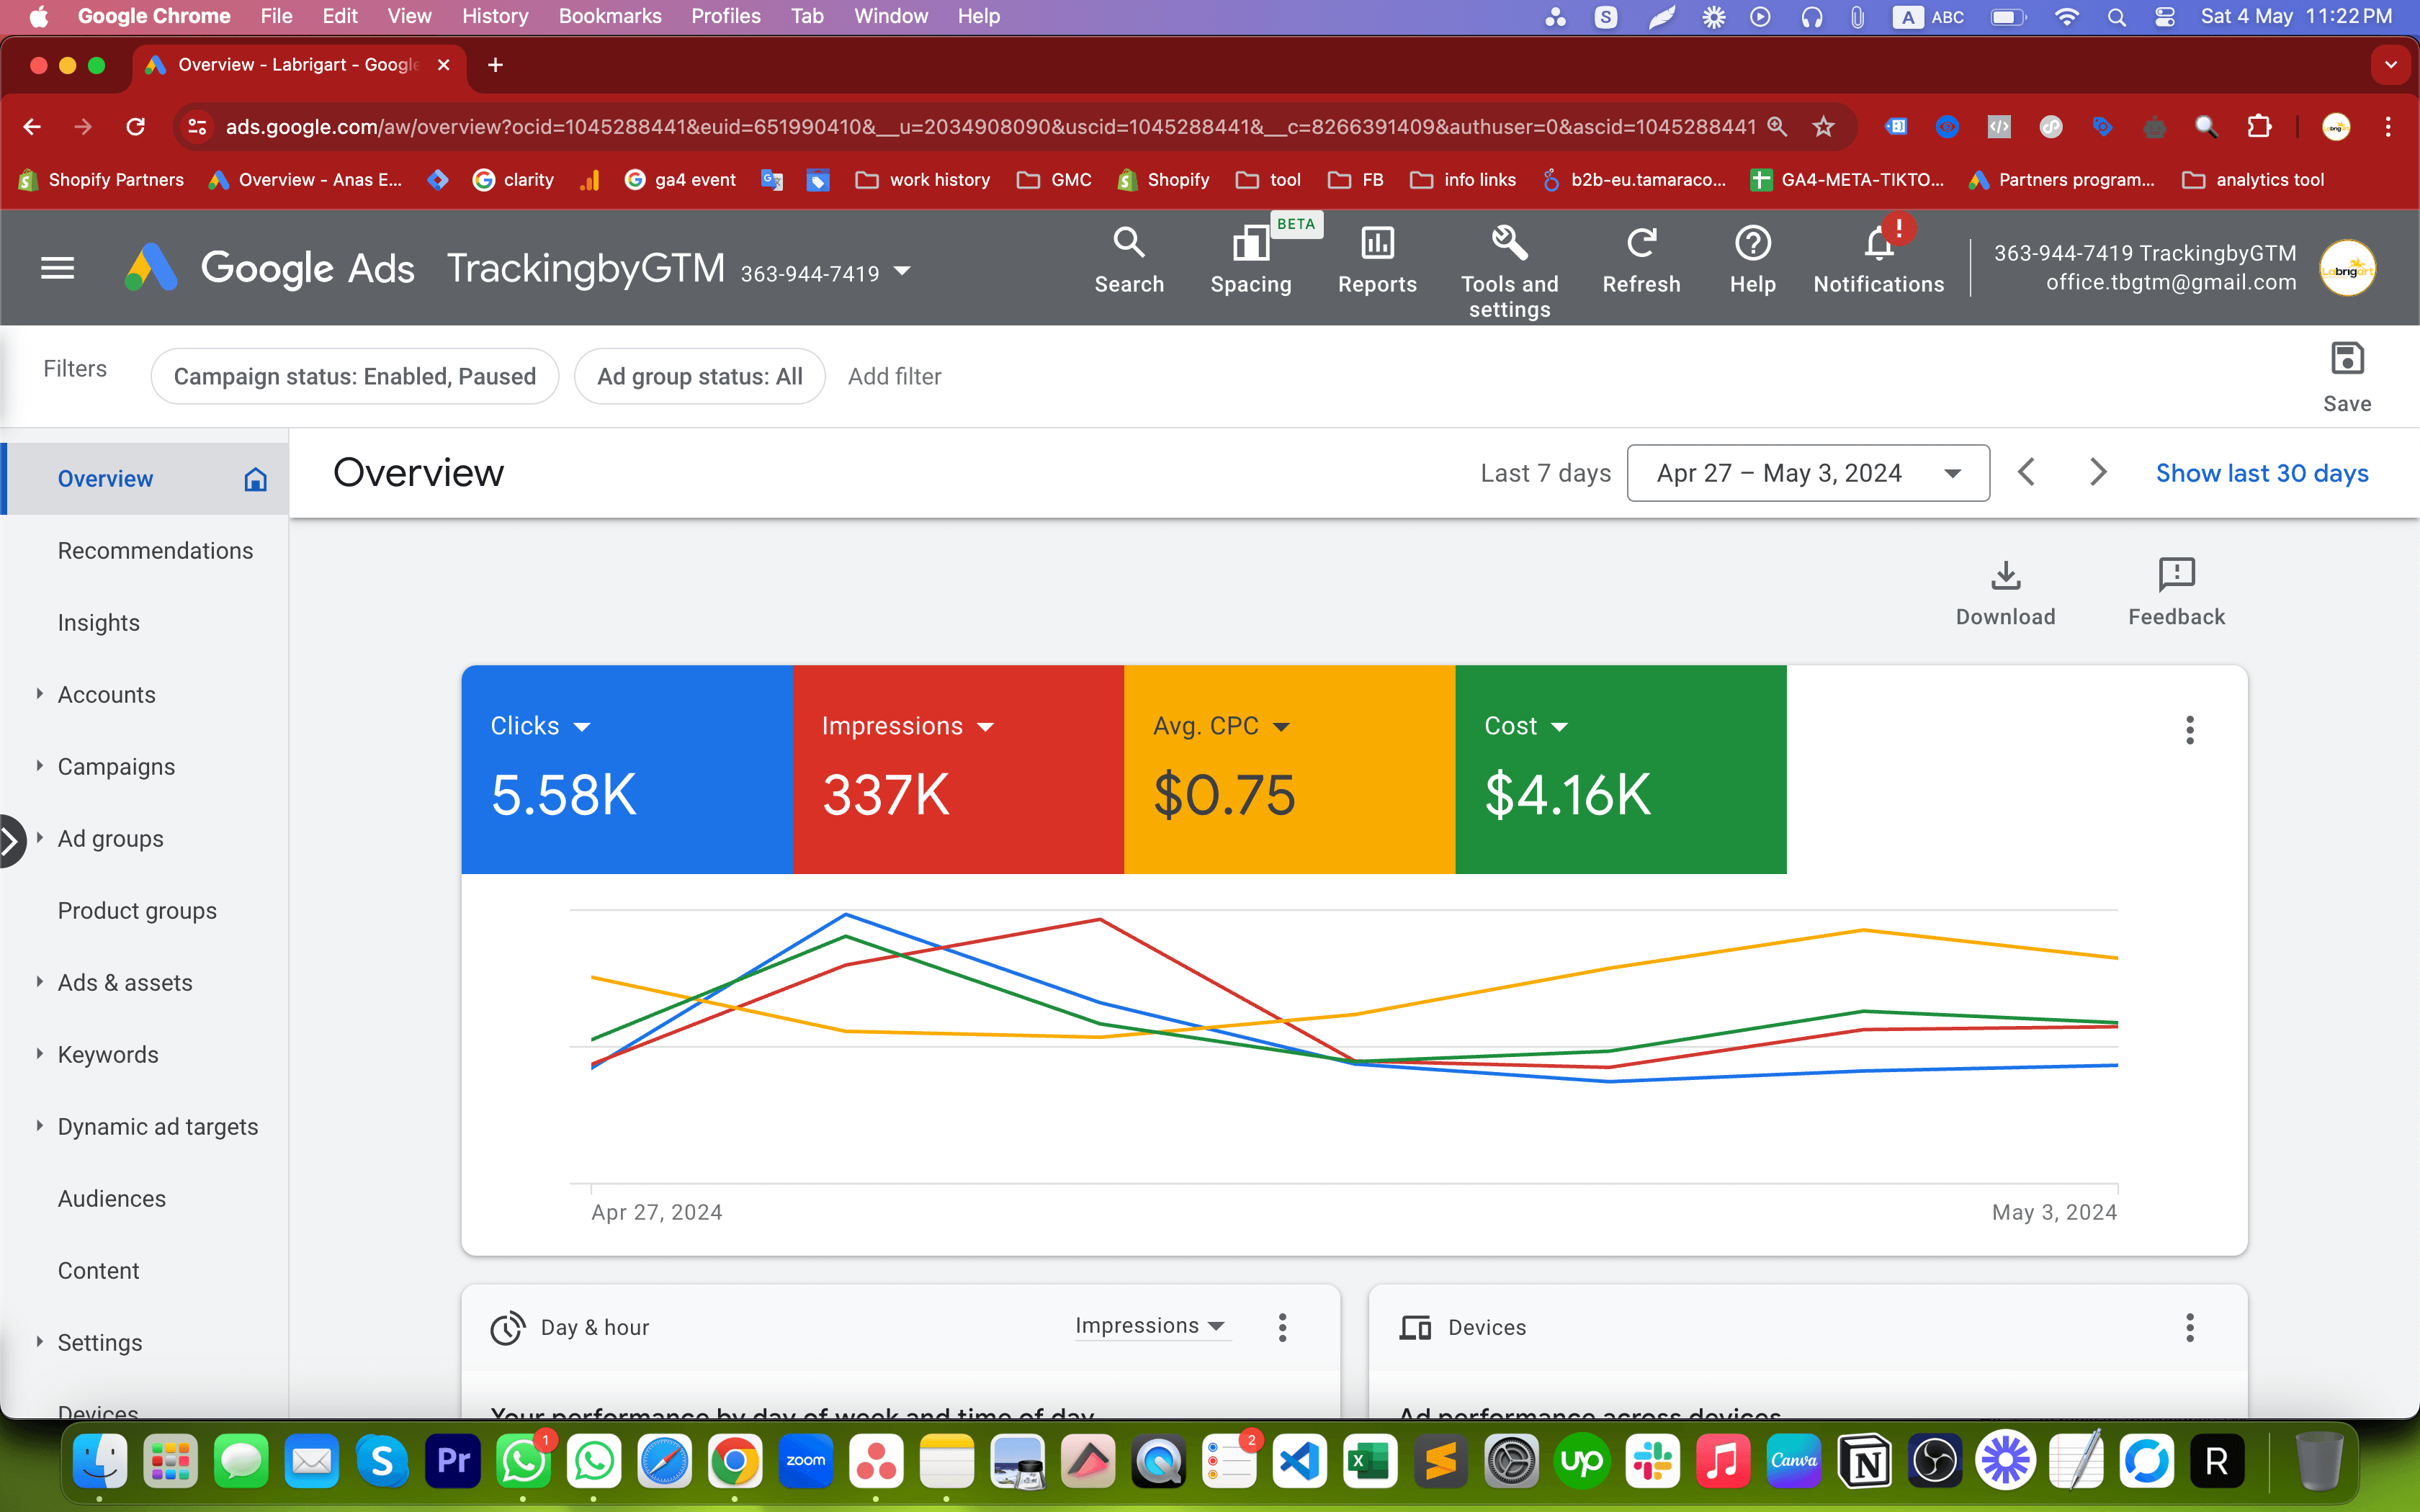 Google Chrome File Edit View History Bookmarks Profiles Tab Window Help S A ABC Sat 4 May 11:22 PM
Overview - Labrigart - Google
ads.google.com/aw/overview?ocid=1045288441&euid=651990410&__u=2034908090&uscid=1045288441&__c=8266391409&authuser=0&ascid=1045288441
Shopify Partners Overview - Anas E... clarity ga4 event work history GMC Shopify tool FB info links b2b-eu.tamaraco... GA4-META-TIKTO... Partners program... analytics tool
Google Ads TrackingbyGTM 363-944-7419
Search
Spacing
BETA
Reports
Tools and
settings
Refresh
Help
Notifications
363-944-7419 TrackingbyGTM
office.tbgtm@gmail.com
Labrigart
Filters Campaign status: Enabled, Paused Ad group status: All Add filter
Save
Overview
Recommendations
Insights
Accounts
Campaigns
Ad groups
Product groups
Ads & assets
Keywords
Dynamic ad targets
Audiences
Content
Settings
Devices
Overview
Last 7 days Apr 27 – May 3, 2024 Show last 30 days
Download Feedback
Clicks Impressions Avg. CPC Cost
5.58K 337K $0.75 $4.16K
Apr 27, 2024 May 3, 2024
Day & hour Impressions Devices
Your performance by day of week and time of day Ad performance across devices
S Pr 1 zoom 2 X up Canva N R